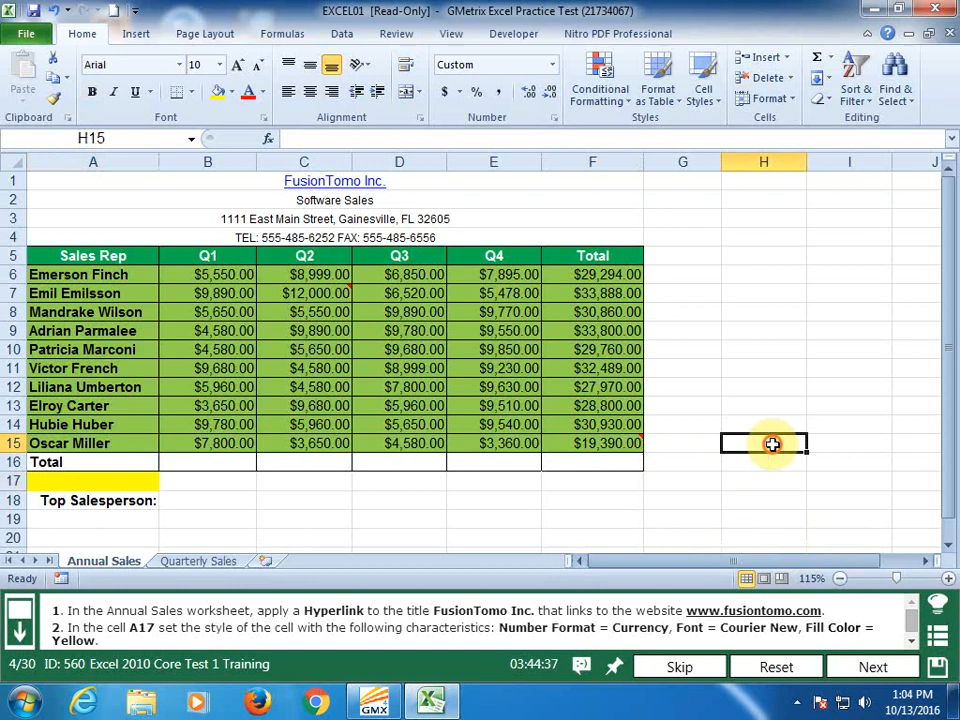 EXCEL01 [Read-Only] - GMetrix Excel Practice Test (21734067)
File Home Insert Page Layout Formulas Data Review View Developer Nitro PDF Professional
Paste
Clipboard
Arial 10
B I U
Font
Alignment
Custom
$ % ,
Number
Conditional Formatting
Format as Table
Cell Styles
Styles
Insert
Delete
Format
Cells
Sort & Filter
Find & Select
Editing
H15 fx
A B C D E F G H I J
1 FusionTomo Inc.
2 Software Sales
3 1111 East Main Street, Gainesville, FL 32605
4 TEL: 555-485-6252 FAX: 555-485-6556
5 Sales Rep Q1 Q2 Q3 Q4 Total
6 Emerson Finch $5,550.00 $8,999.00 $6,850.00 $7,895.00 $29,294.00
7 Emil Emilsson $9,890.00 $12,000.00 $6,520.00 $5,478.00 $33,888.00
8 Mandrake Wilson $5,650.00 $5,550.00 $9,890.00 $9,770.00 $30,860.00
9 Adrian Parmalee $4,580.00 $9,890.00 $9,780.00 $9,550.00 $33,800.00
10 Patricia Marconi $4,580.00 $5,650.00 $9,680.00 $9,850.00 $29,760.00
11 Victor French $9,680.00 $4,580.00 $8,999.00 $9,230.00 $32,489.00
12 Liliana Umberton $5,960.00 $4,580.00 $7,800.00 $9,630.00 $27,970.00
13 Elroy Carter $3,650.00 $9,680.00 $5,960.00 $9,510.00 $28,800.00
14 Hubie Huber $9,780.00 $5,960.00 $5,650.00 $9,540.00 $30,930.00
15 Oscar Miller $7,800.00 $3,650.00 $4,580.00 $3,360.00 $19,390.00
16 Total
17
18 Top Salesperson:
19
20
Annual Sales Quarterly Sales
Ready 115%
1. In the Annual Sales worksheet, apply a Hyperlink to the title FusionTomo Inc. that links to the website www.fusiontomo.com.
2. In the cell A17 set the style of the cell with the following characteristics: Number Format = Currency, Font = Courier New, Fill Color =
Yellow.
4/30 ID: 560 Excel 2010 Core Test 1 Training 03:44:37 Skip Reset Next
GMX
1:04 PM
10/13/2016